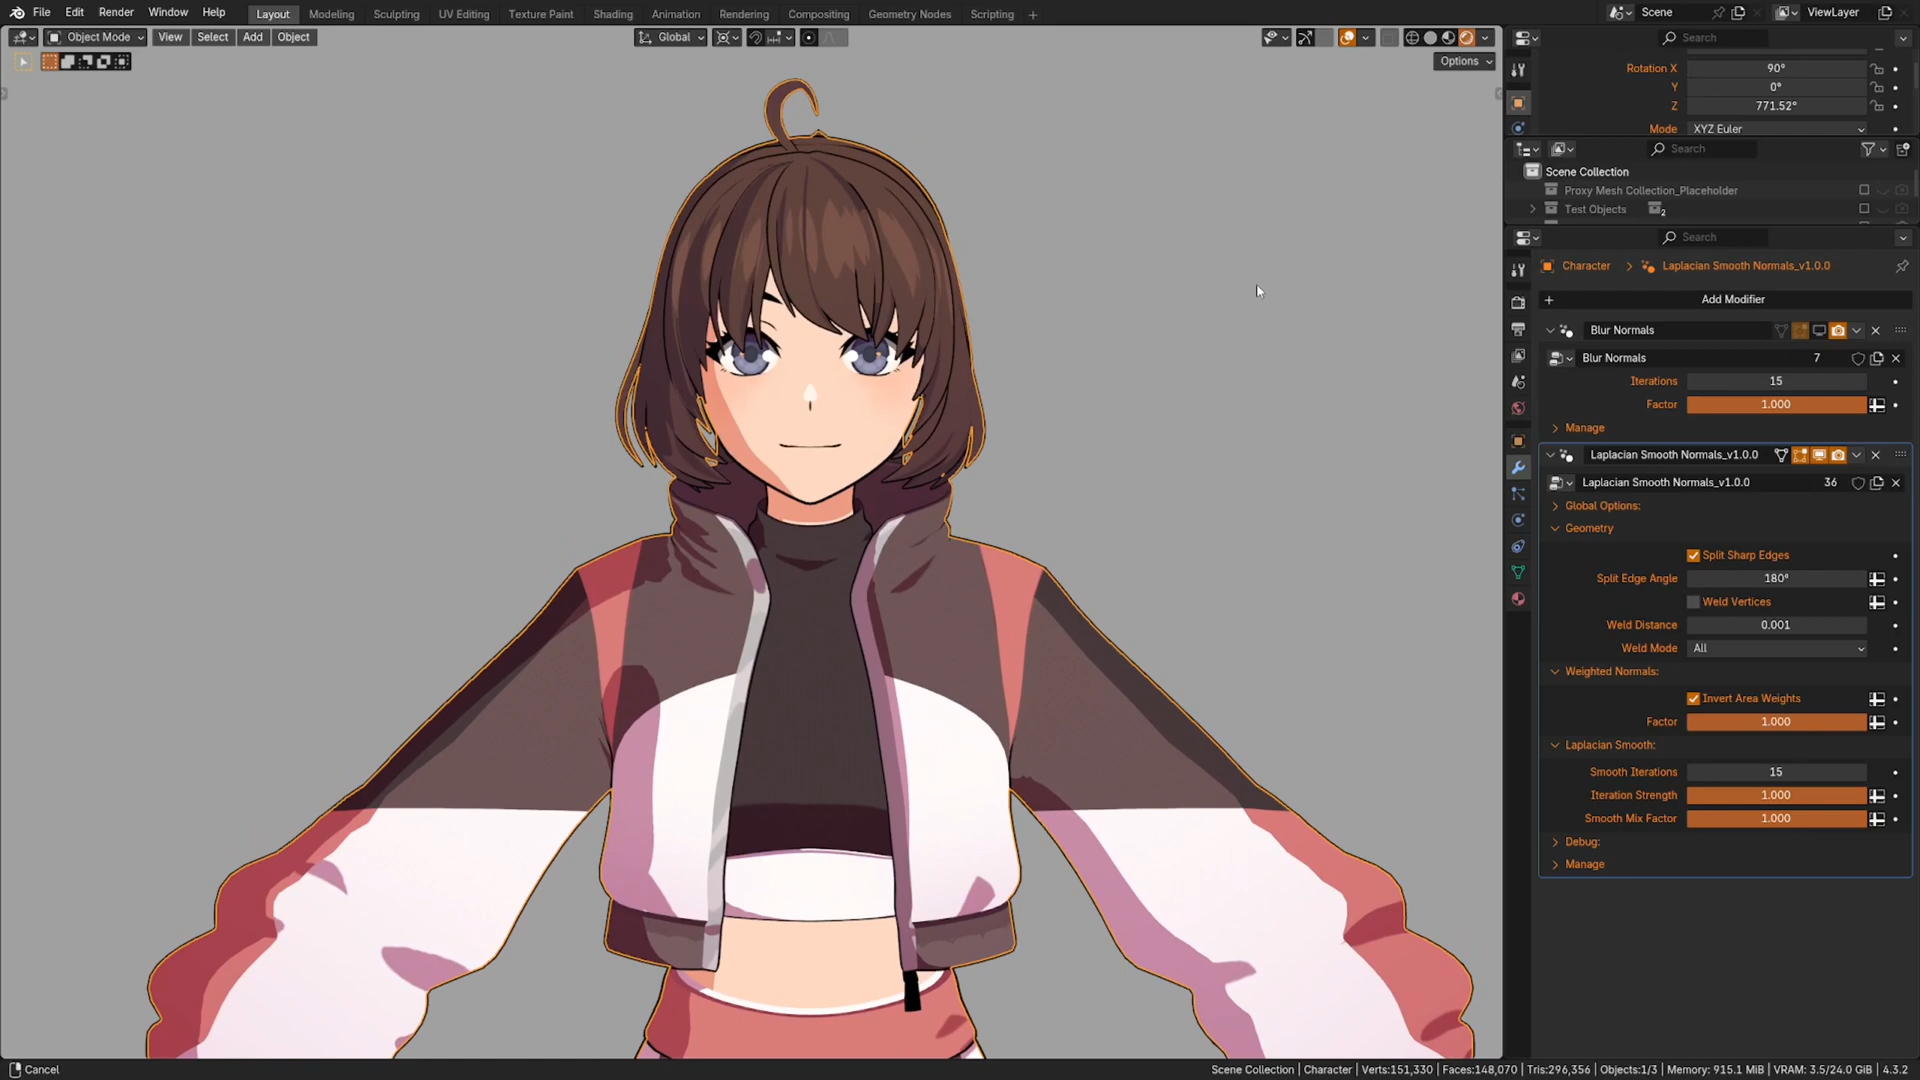 File Edit Render Window Help Layout Modeling Sculpting UV Editing Texture Paint Shading Animation Rendering Compositing Geometry Nodes Scripting + Scene ViewLayer
Object Mode View Select Add Object Global Search
Options
Rotation X 90°
Y 0°
Z 771.52°
Mode XYZ Euler
Search
Scene Collection
Proxy Mesh Collection_Placeholder
Test Objects 2
Search
Character Laplacian Smooth Normals_v1.0.0
+ Add Modifier
Blur Normals
Blur Normals 7
Iterations 15
Factor 1.000
Manage
Laplacian Smooth Normals_v1.0.0
Laplacian Smooth Normals_v1.0.0 36
Global Options:
Geometry
Split Sharp Edges
Split Edge Angle 180°
Weld Vertices
Weld Distance 0.001
Weld Mode All
Weighted Normals:
Invert Area Weights
Factor 1.000
Laplacian Smooth:
Smooth Iterations 15
Iteration Strength 1.000
Smooth Mix Factor 1.000
Debug:
Manage
Cancel Scene Collection | Character | Verts:151,330 | Faces:148,070 | Tris:296,356 | Objects:1/3 | Memory: 915.1 MiB | VRAM: 3.5/24.0 GiB | 4.3.2